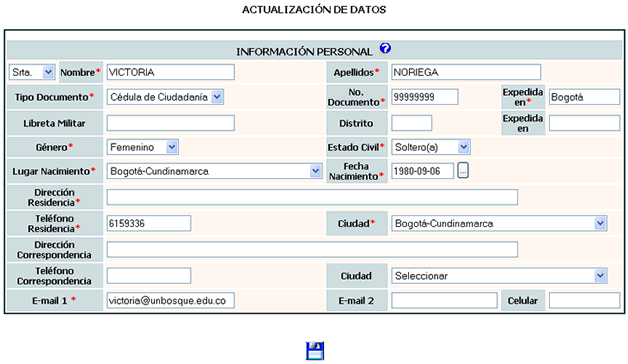 ACTUALIZACIÓN DE DATOS
INFORMACIÓN PERSONAL ?
Srta. Nombre* VICTORIA Apellidos* NORIEGA
Tipo Documento* Cédula de Ciudadanía No. Documento* 99999999 Expedida en* Bogotá
Libreta Militar Distrito Expedida en
Género* Femenino Estado Civil* Soltero(a)
Lugar Nacimiento* Bogotá-Cundinamarca Fecha Nacimiento* 1980-09-06 ...
Dirección Residencia*
Teléfono Residencia* 6159336 Ciudad* Bogotá-Cundinamarca
Dirección Correspondencia
Teléfono Correspondencia Ciudad Seleccionar
E-mail 1 * victoria@unbosque.edu.co E-mail 2 Celular